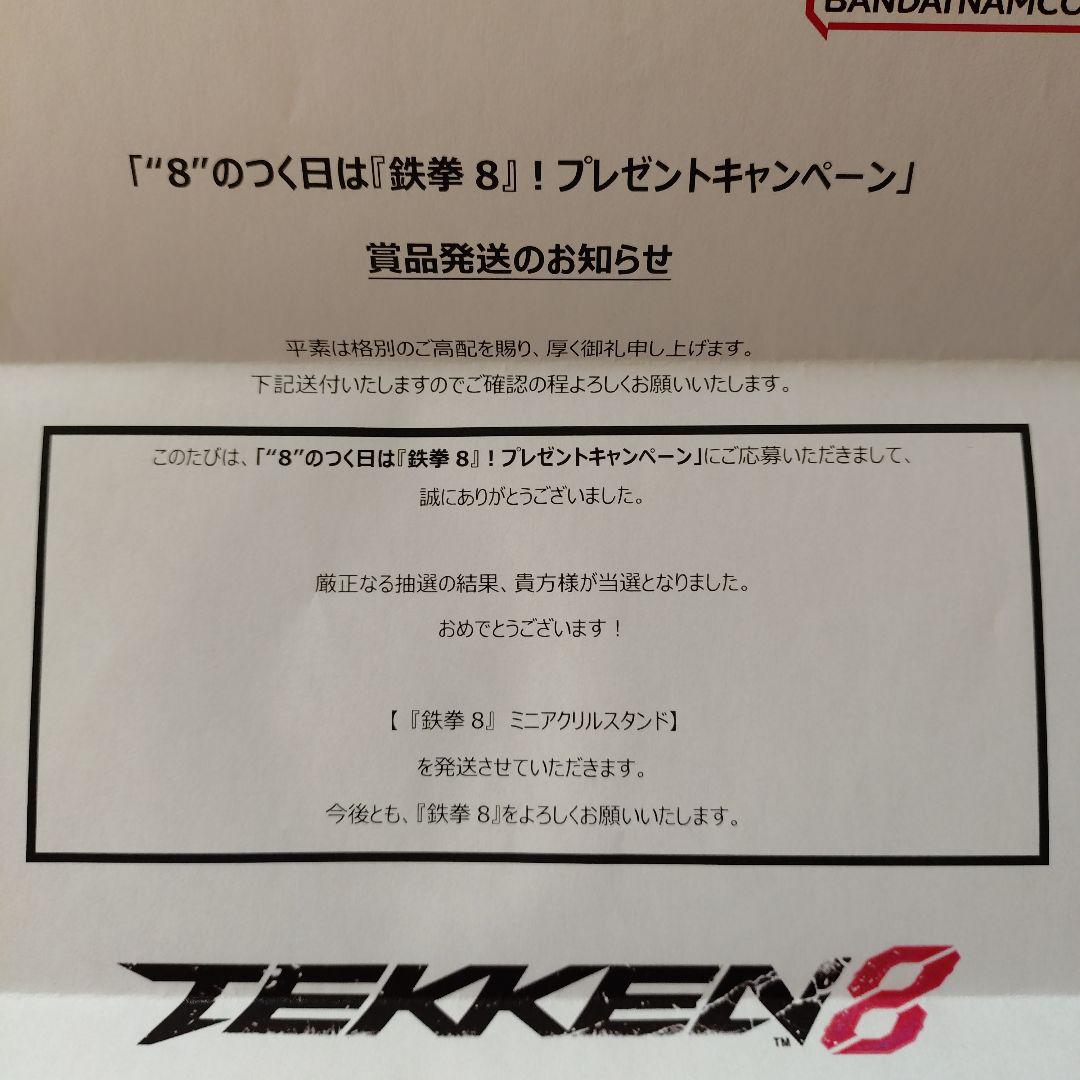 BANDAI NAMCO
「“8”のつく日は『鉄拳 8』！プレゼントキャンペーン」
賞品発送のお知らせ
平素は格別のご高配を賜り、厚く御礼申し上げます。
下記送付いたしますのでご確認の程よろしくお願いいたします。
このたびは、「“8”のつく日は『鉄拳 8』！プレゼントキャンペーン」にご応募いただきまして、
誠にありがとうございました。
厳正なる抽選の結果、貴方様が当選となりました。
おめでとうございます！
【『鉄拳 8』 ミニアクリルスタンド】
を発送させていただきます。
今後とも、『鉄拳 8』をよろしくお願いいたします。
TEKKEN 8
TM